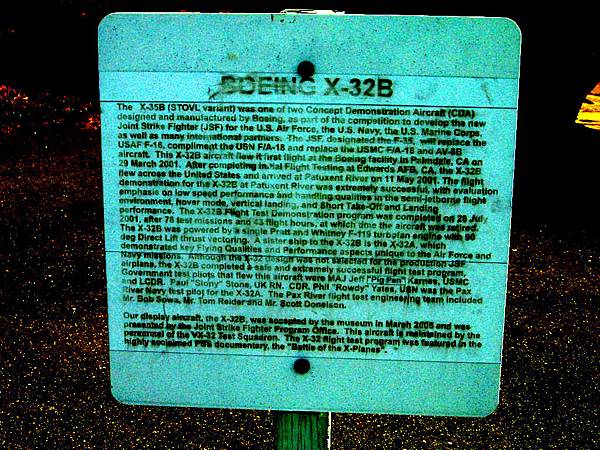 BOEING X-32B
The X-35B (STOVL variant) was one of two Concept Demonstration Aircraft (CDA)
designed and manufactured by Boeing, as part of the competition to develop the new
Joint Strike Fighter (JSF) for the U.S. Air Force, the U.S. Navy, the U.S. Marine Corps,
as well as many international partners. The JSF, designated the F-35, will replace the
USAF F-16, compliment the USN F/A-18 and replace the USMC F/A-18 and AV-8B
aircraft. This X-32B aircraft flew it first flight at the Boeing facility in Palmdale, CA on
29 March 2001. After completing initial Flight Testing at Edwards AFB, CA, the X-32B
flew across the United States and arrived at Patuxent River on 11 May 2001. The flight
demonstration for the X-32B at Patuxent River was extremely successful, with evaluation
emphasis on low speed performance and handling qualities in the semi-jetborne flight
environment, hover mode, vertical landing, and Short Take-Off and Landing
performance. The X-32B Flight Test Demonstration program was completed on 28 July
2001, after 78 test missions and 43 flight hours, at which time the aircraft was retired.
The X-32B was powered by a single Pratt and Whitney F-119 turbofan engine with 90
deg Direct Lift thrust vectoring. A sister ship to the X-32B is the X-32A, which
demonstrated key Flying Qualities and Performance aspects unique to the Air Force and
Navy missions. Although the X-32 design was not selected for the production JSF
airplane, the X-32B completed a safe and extremely successful flight test program.
Government test pilots that flew this aircraft were MAJ Jeff "Pig Pen" Karnes, USMC
and LCDR. Paul "Stony" Stone, UK RN. CDR. Phil "Rowdy" Yates, USN was the Pax
River Navy test pilot for the X-32A. The Pax River flight test engineering team included
Mr. Bob Sowa, Mr. Tom Reider and Mr. Scott Donelson.
Our display aircraft, the X-32B, was accepted by the museum in March 2005 and was
presented by the Joint Strike Fighter Program Office. This aircraft is maintained by the
personnel of the VX-32 Test Squadron. The X-32 flight test program was featured in the
highly acclaimed PBS documentary, the "Battle of the X-Planes".